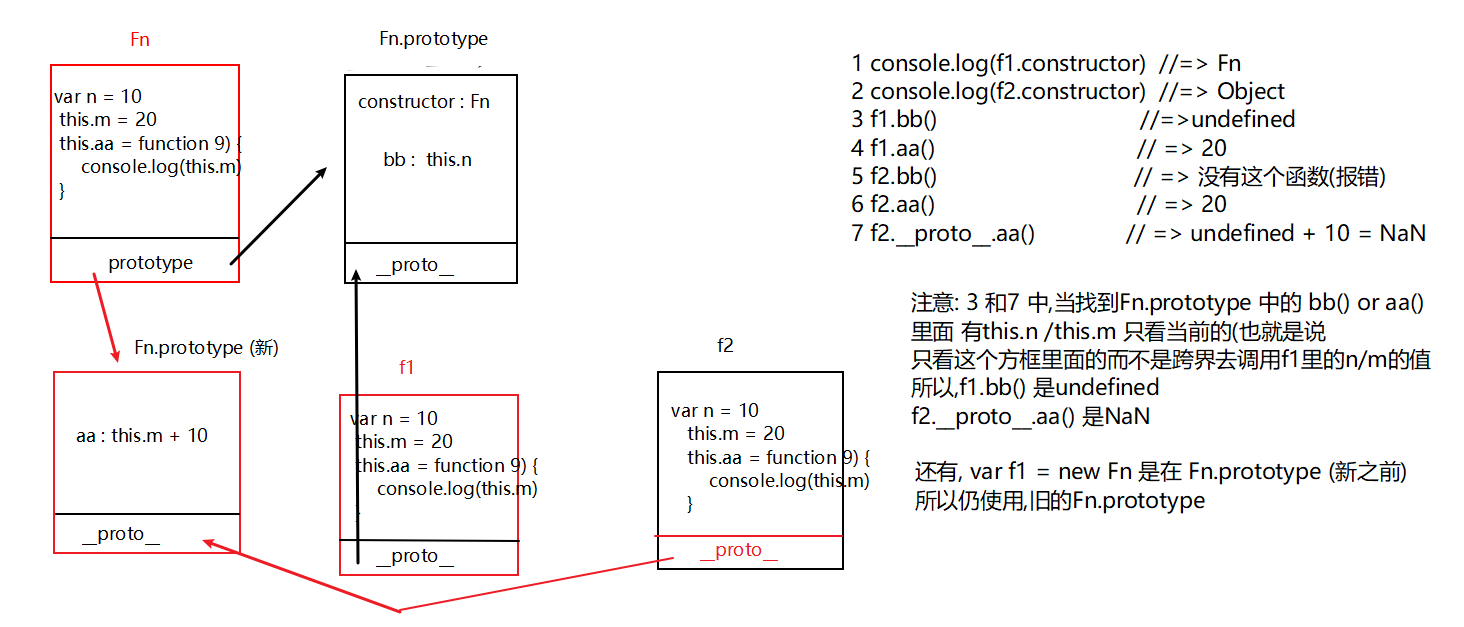 Fn
var n = 10
this.m = 20
this.aa = function 9) {
console.log(this.m)
}
prototype
Fn.prototype
constructor : Fn
bb : this.n
__proto__
Fn.prototype (新)
aa : this.m + 10
__proto__
f1
var n = 10
this.m = 20
this.aa = function 9) {
console.log(this.m)
}
__proto__
f2
var n = 10
this.m = 20
this.aa = function 9) {
console.log(this.m)
}
__proto__
1 console.log(f1.constructor) //=> Fn
2 console.log(f2.constructor) //=> Object
3 f1.bb() //=>undefined
4 f1.aa() // => 20
5 f2.bb() // => 没有这个函数(报错)
6 f2.aa() // => 20
7 f2.__proto__.aa() // => undefined + 10 = NaN
注意: 3 和7 中,当找到Fn.prototype 中的 bb() or aa()
里面 有this.n /this.m 只看当前的(也就是说
只看这个方框里面的而不是跨界去调用f1里的n/m的值
所以,f1.bb() 是undefined
f2.__proto__.aa() 是NaN
还有, var f1 = new Fn 是在 Fn.prototype (新之前)
所以仍使用,旧的Fn.prototype